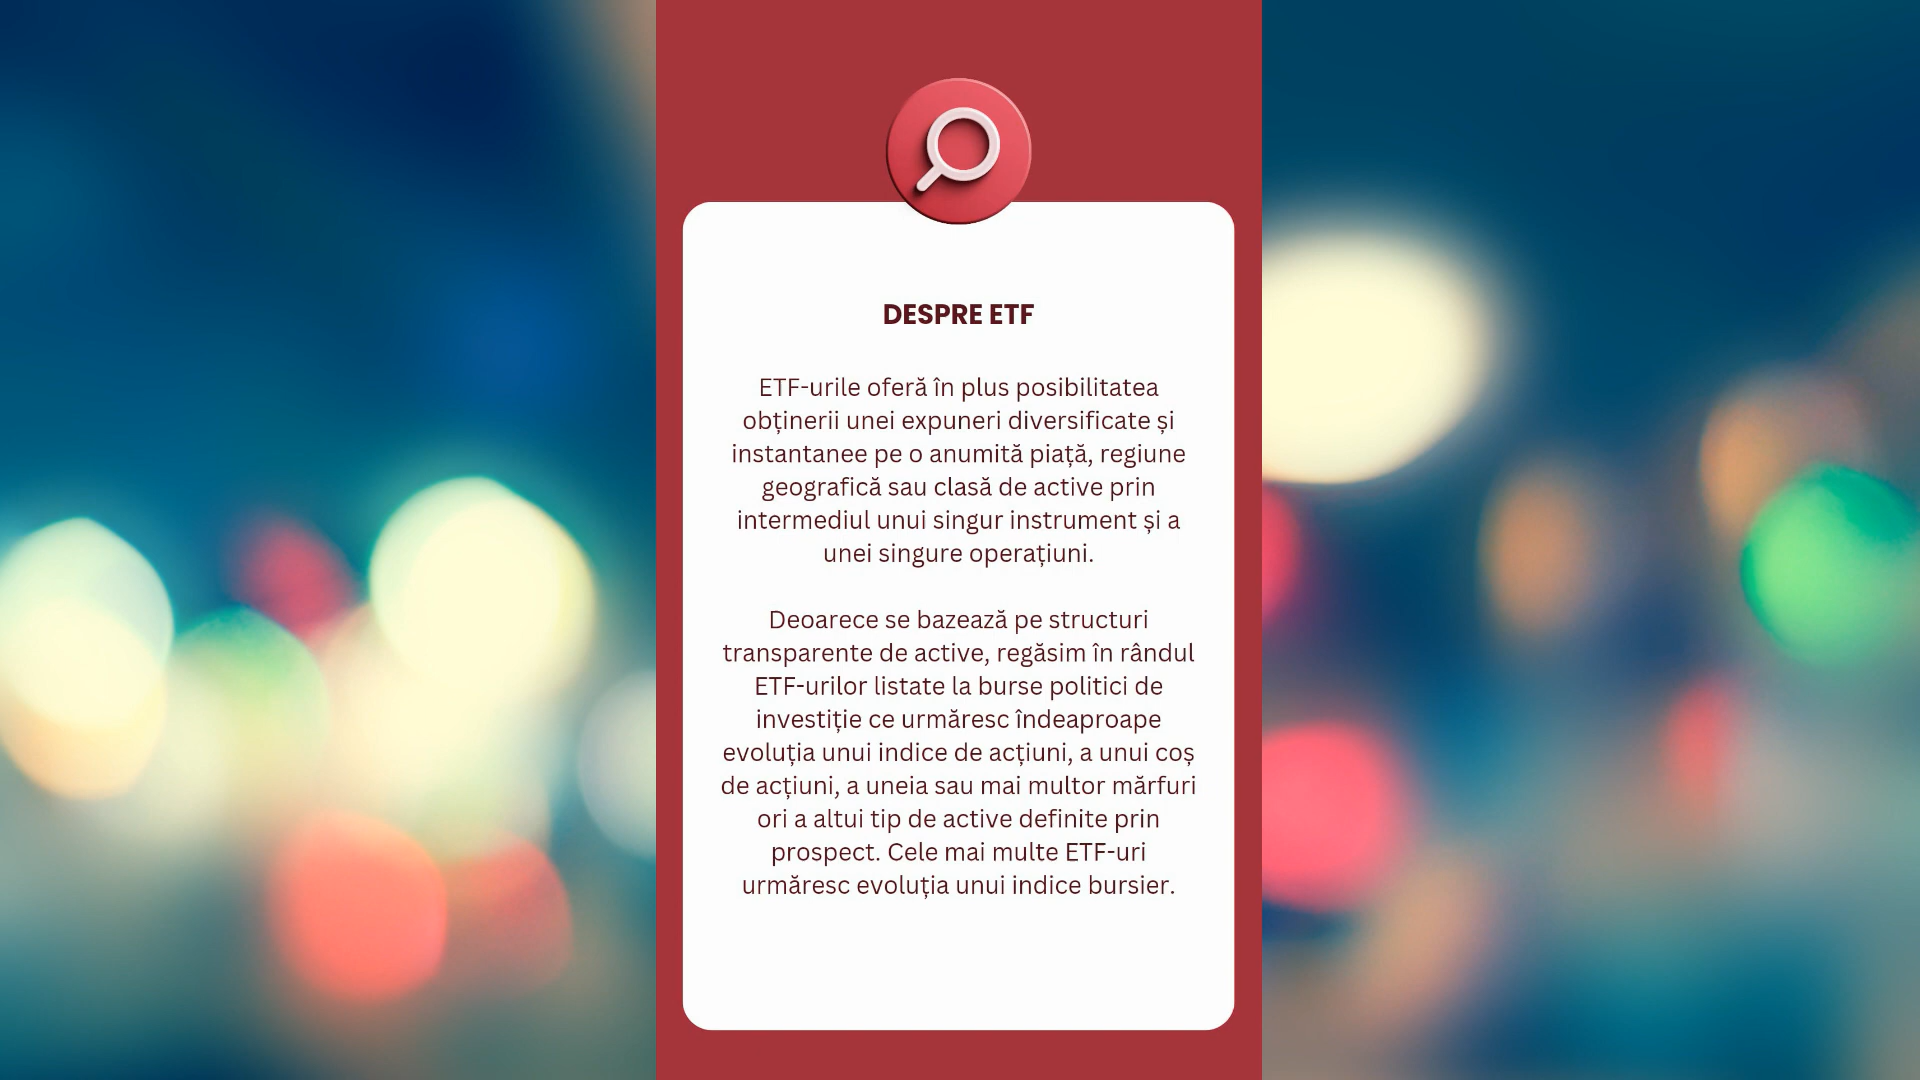 DESPRE ETF
ETF-urile oferă în plus posibilitatea
obținerii unei expuneri diversificate și
instantanee pe o anumită piață, regiune
geografică sau clasă de active prin
intermediul unui singur instrument și a
unei singure operațiuni.
Deoarece se bazează pe structuri
transparente de active, regăsim în rândul
ETF-urilor listate la burse politici de
investiție ce urmăresc îndeaproape
evoluția unui indice de acțiuni, a unui coș
de acțiuni, a uneia sau mai multor mărfuri
ori a altui tip de active definite prin
prospect. Cele mai multe ETF-uri
urmăresc evoluția unui indice bursier.